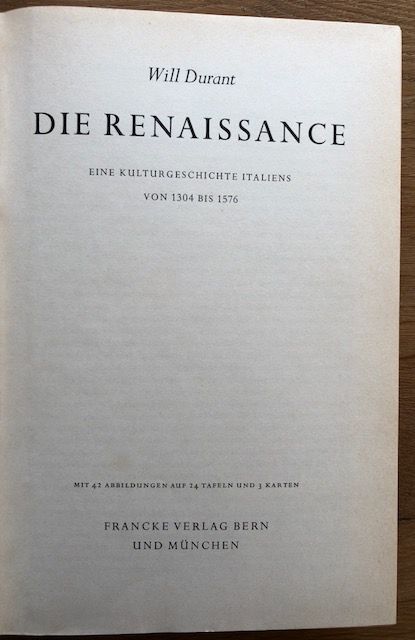 Will Durant
DIE RENAISSANCE
EINE KULTURGESCHICHTE ITALIENS
VON 1304 BIS 1576
MIT 42 ABBILDUNGEN AUF 24 TAFELN UND 3 KARTEN
FRANCKE VERLAG BERN
UND MÜNCHEN